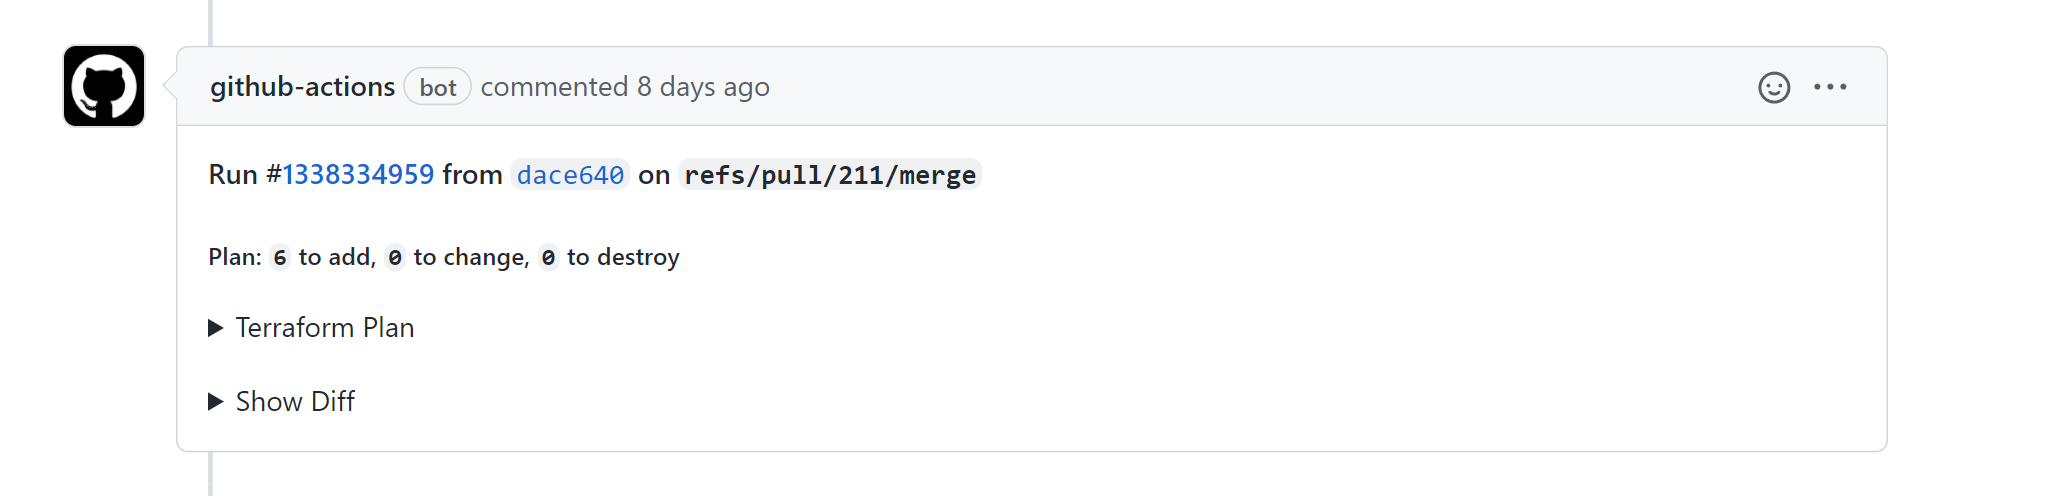 github-actions bot commented 8 days ago
Run #1338334959 from dace640 on refs/pull/211/merge
Plan: 6 to add, 0 to change, 0 to destroy
Terraform Plan
Show Diff